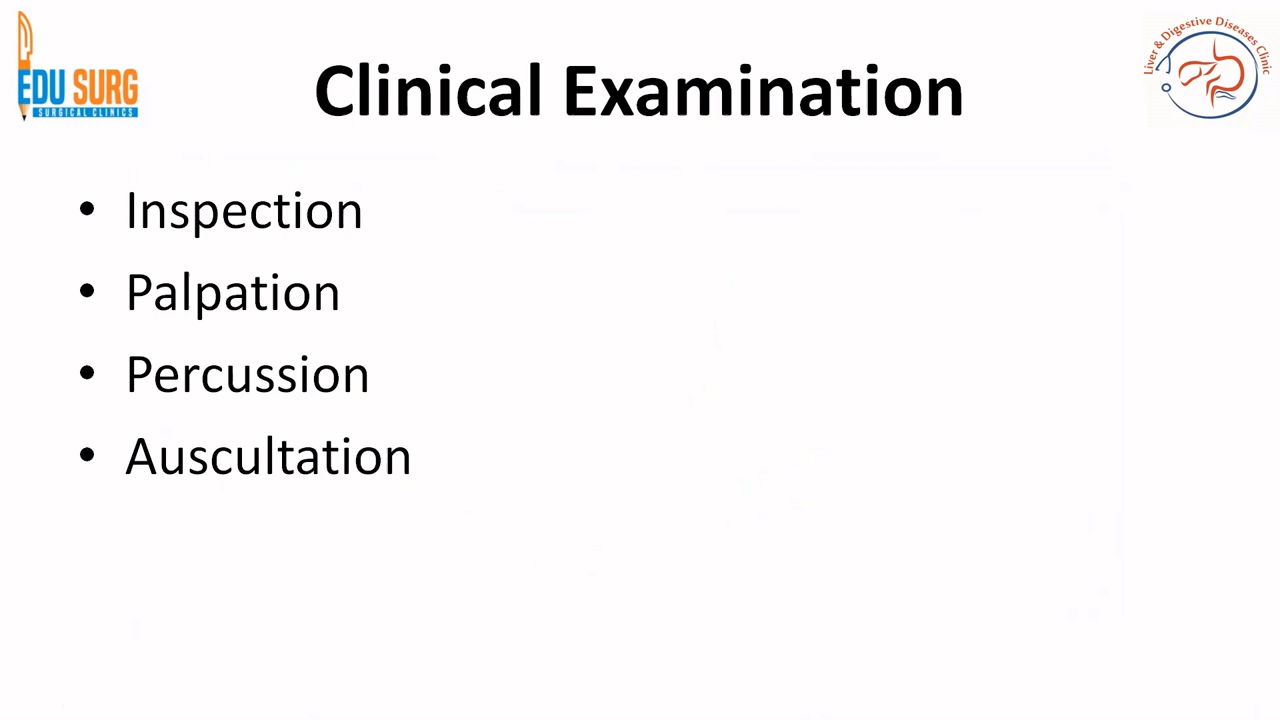 EDU SURG
SURGICAL CLINICS
Liver & Digestive Diseases Clinic
Clinical Examination
• Inspection
• Palpation
• Percussion
• Auscultation